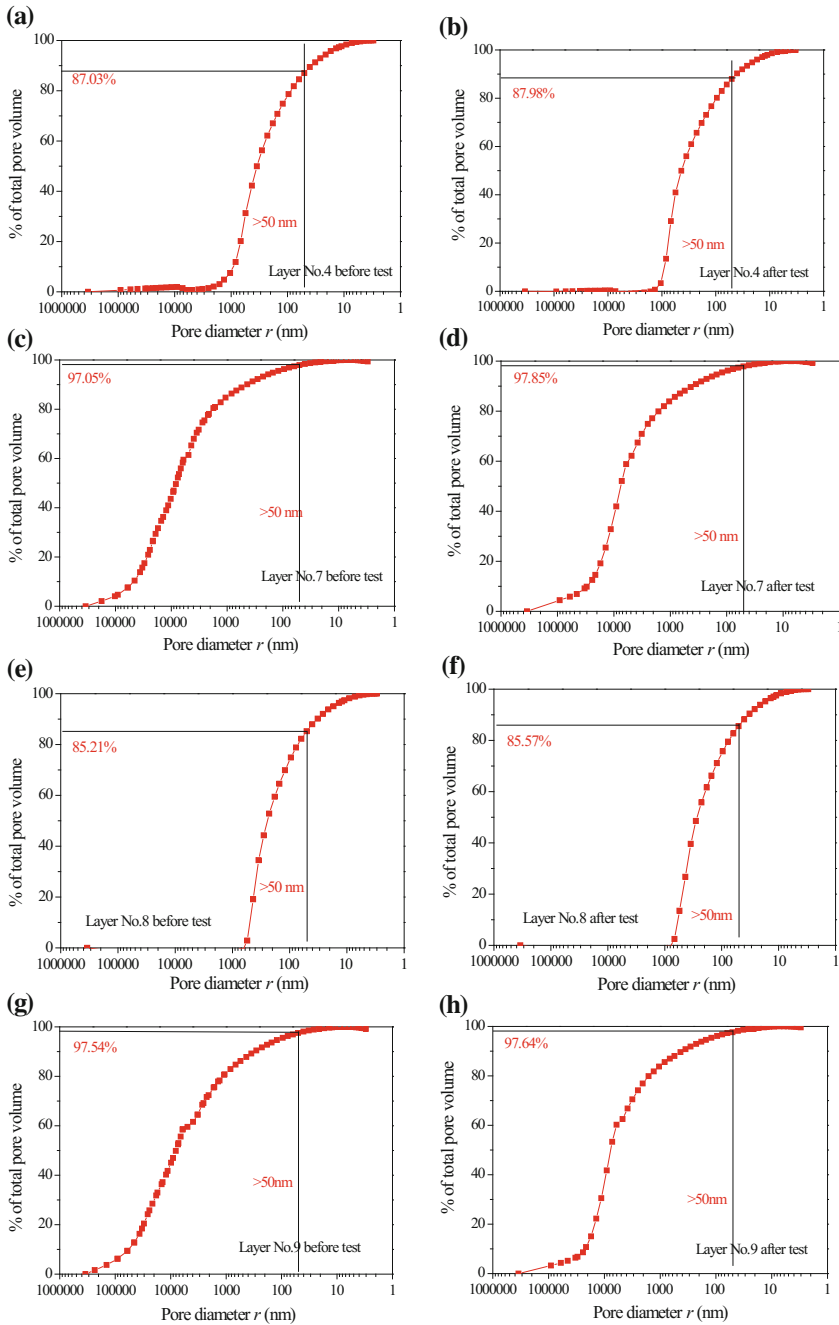 (a)
100
80
60
40
20
0
% of total pore volume
87.03%
>50 nm
Layer No.4 before test
1000000 100000 10000 1000 100 10 1
Pore diameter r (nm)
(b)
100
80
60
40
20
0
% of total pore volume
87.98%
>50 nm
Layer No.4 after test
1000000 100000 10000 1000 100 10 1
Pore diameter r (nm)
(c)
100
80
60
40
20
0
% of total pore volume
97.05%
>50 nm
Layer No.7 before test
1000000 100000 10000 1000 100 10 1
Pore diameter r (nm)
(d)
100
80
60
40
20
0
% of total pore volume
97.85%
>50 nm
Layer No.7 after test
1000000 100000 10000 1000 100 10 1
Pore diameter r (nm)
(e)
100
80
60
40
20
0
% of total pore volume
85.21%
>50 nm
Layer No.8 before test
1000000 100000 10000 1000 100 10 1
Pore diameter r (nm)
(f)
100
80
60
40
20
0
% of total pore volume
85.57%
>50nm
Layer No.8 after test
1000000 100000 10000 1000 100 10 1
Pore diameter r (nm)
(g)
100
80
60
40
20
0
% of total pore volume
97.54%
>50nm
Layer No.9 before test
1000000 100000 10000 1000 100 10 1
Pore diameter r (nm)
(h)
100
80
60
40
20
0
% of total pore volume
97.64%
>50nm
Layer No.9 after test
1000000 100000 10000 1000 100 10 1
Pore diameter r (nm)